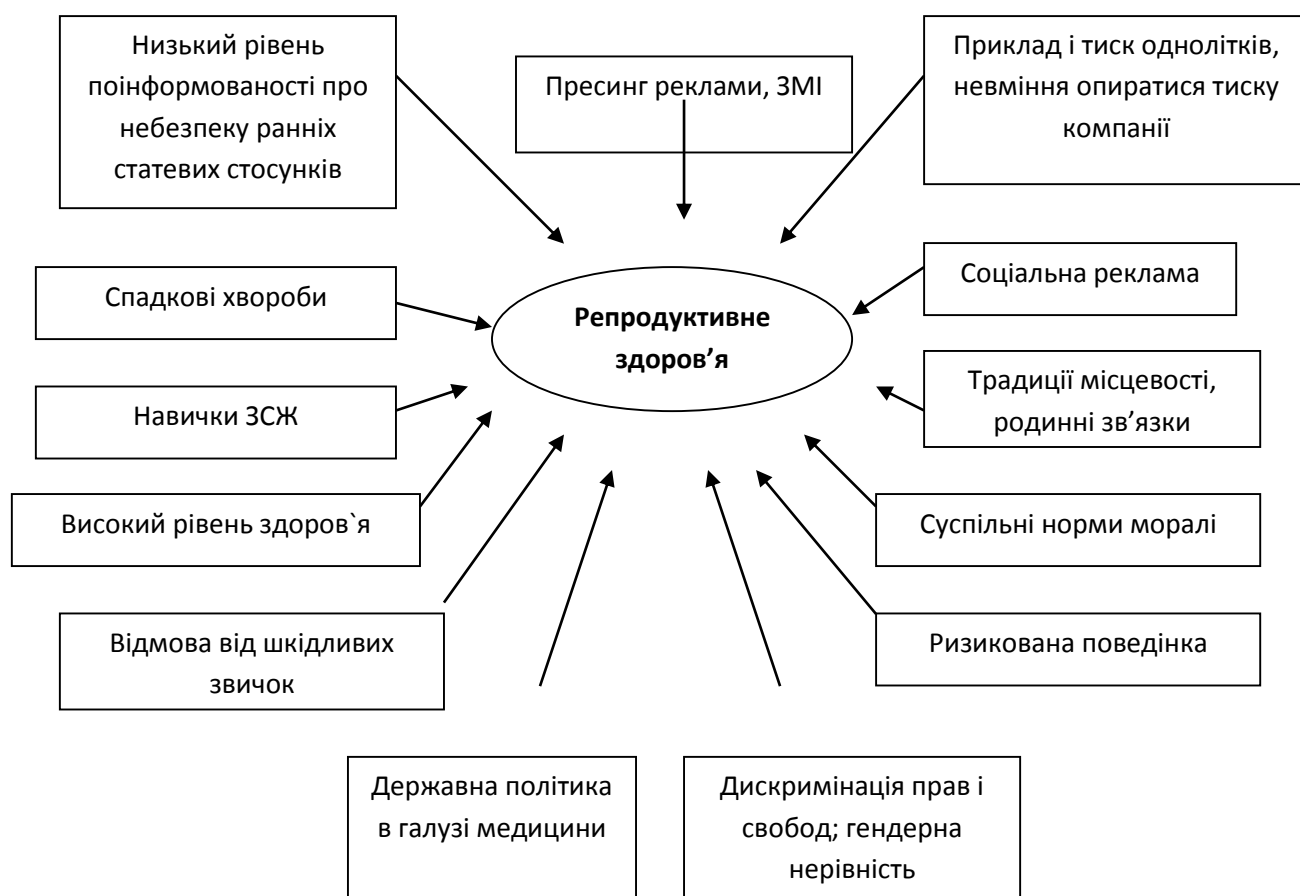 Низький рівень
поінформованості про
небезпеку ранніх
статевих стосунків
Пресинг реклами, ЗМІ
Приклад і тиск однолітків,
невміння опиратися тиску
компанії
Спадкові хвороби
Репродуктивне
здоров’я
Соціальна реклама
Навички ЗСЖ
Традиції місцевості,
родинні зв’язки
Високий рівень здоров`я
Суспільні норми моралі
Відмова від шкідливих
звичок
Ризикована поведінка
Державна політика
в галузі медицини
Дискримінація прав і
свобод; гендерна
нерівність